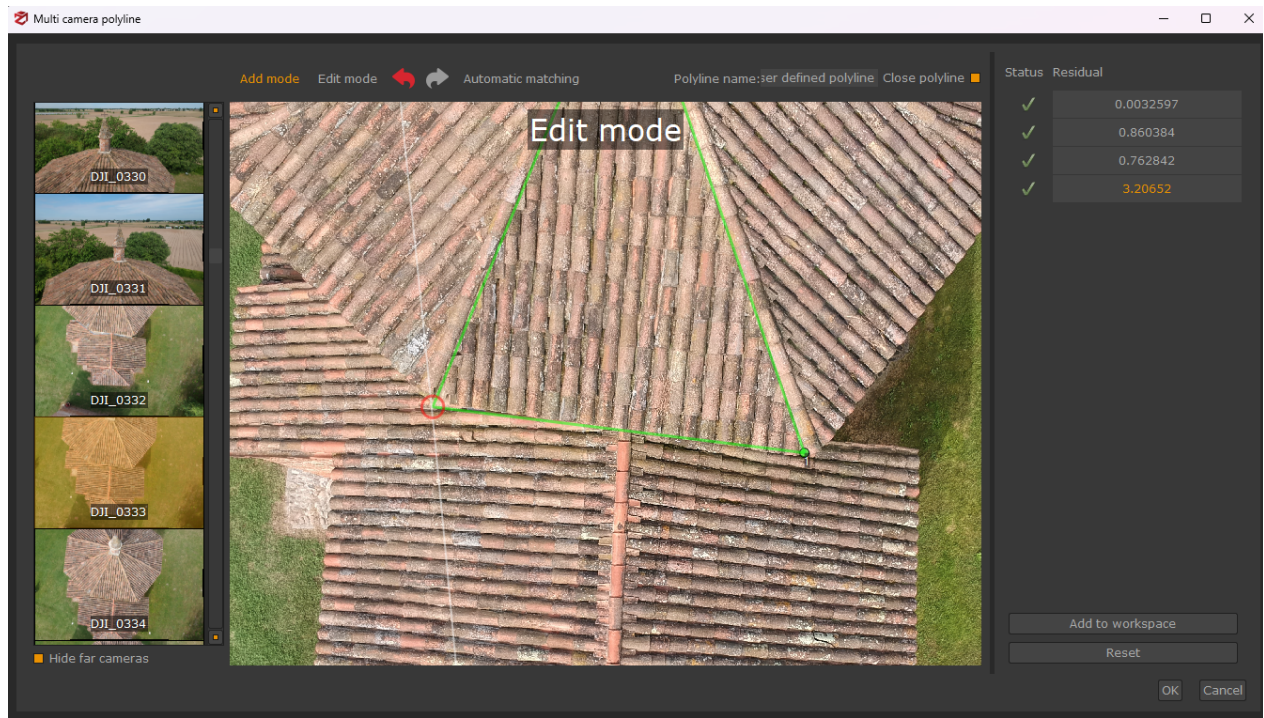 Multi camera polyline
Add mode Edit mode Automatic matching Polyline name: ser defined polyline Close polyline
Status Residual
Edit mode
0.0032597
0.860384
0.762842
3.20652
DJI_0330
DJI_0331
DJI_0332
DJI_0333
DJI_0334
1
Hide far cameras
Add to workspace
Reset
OK Cancel